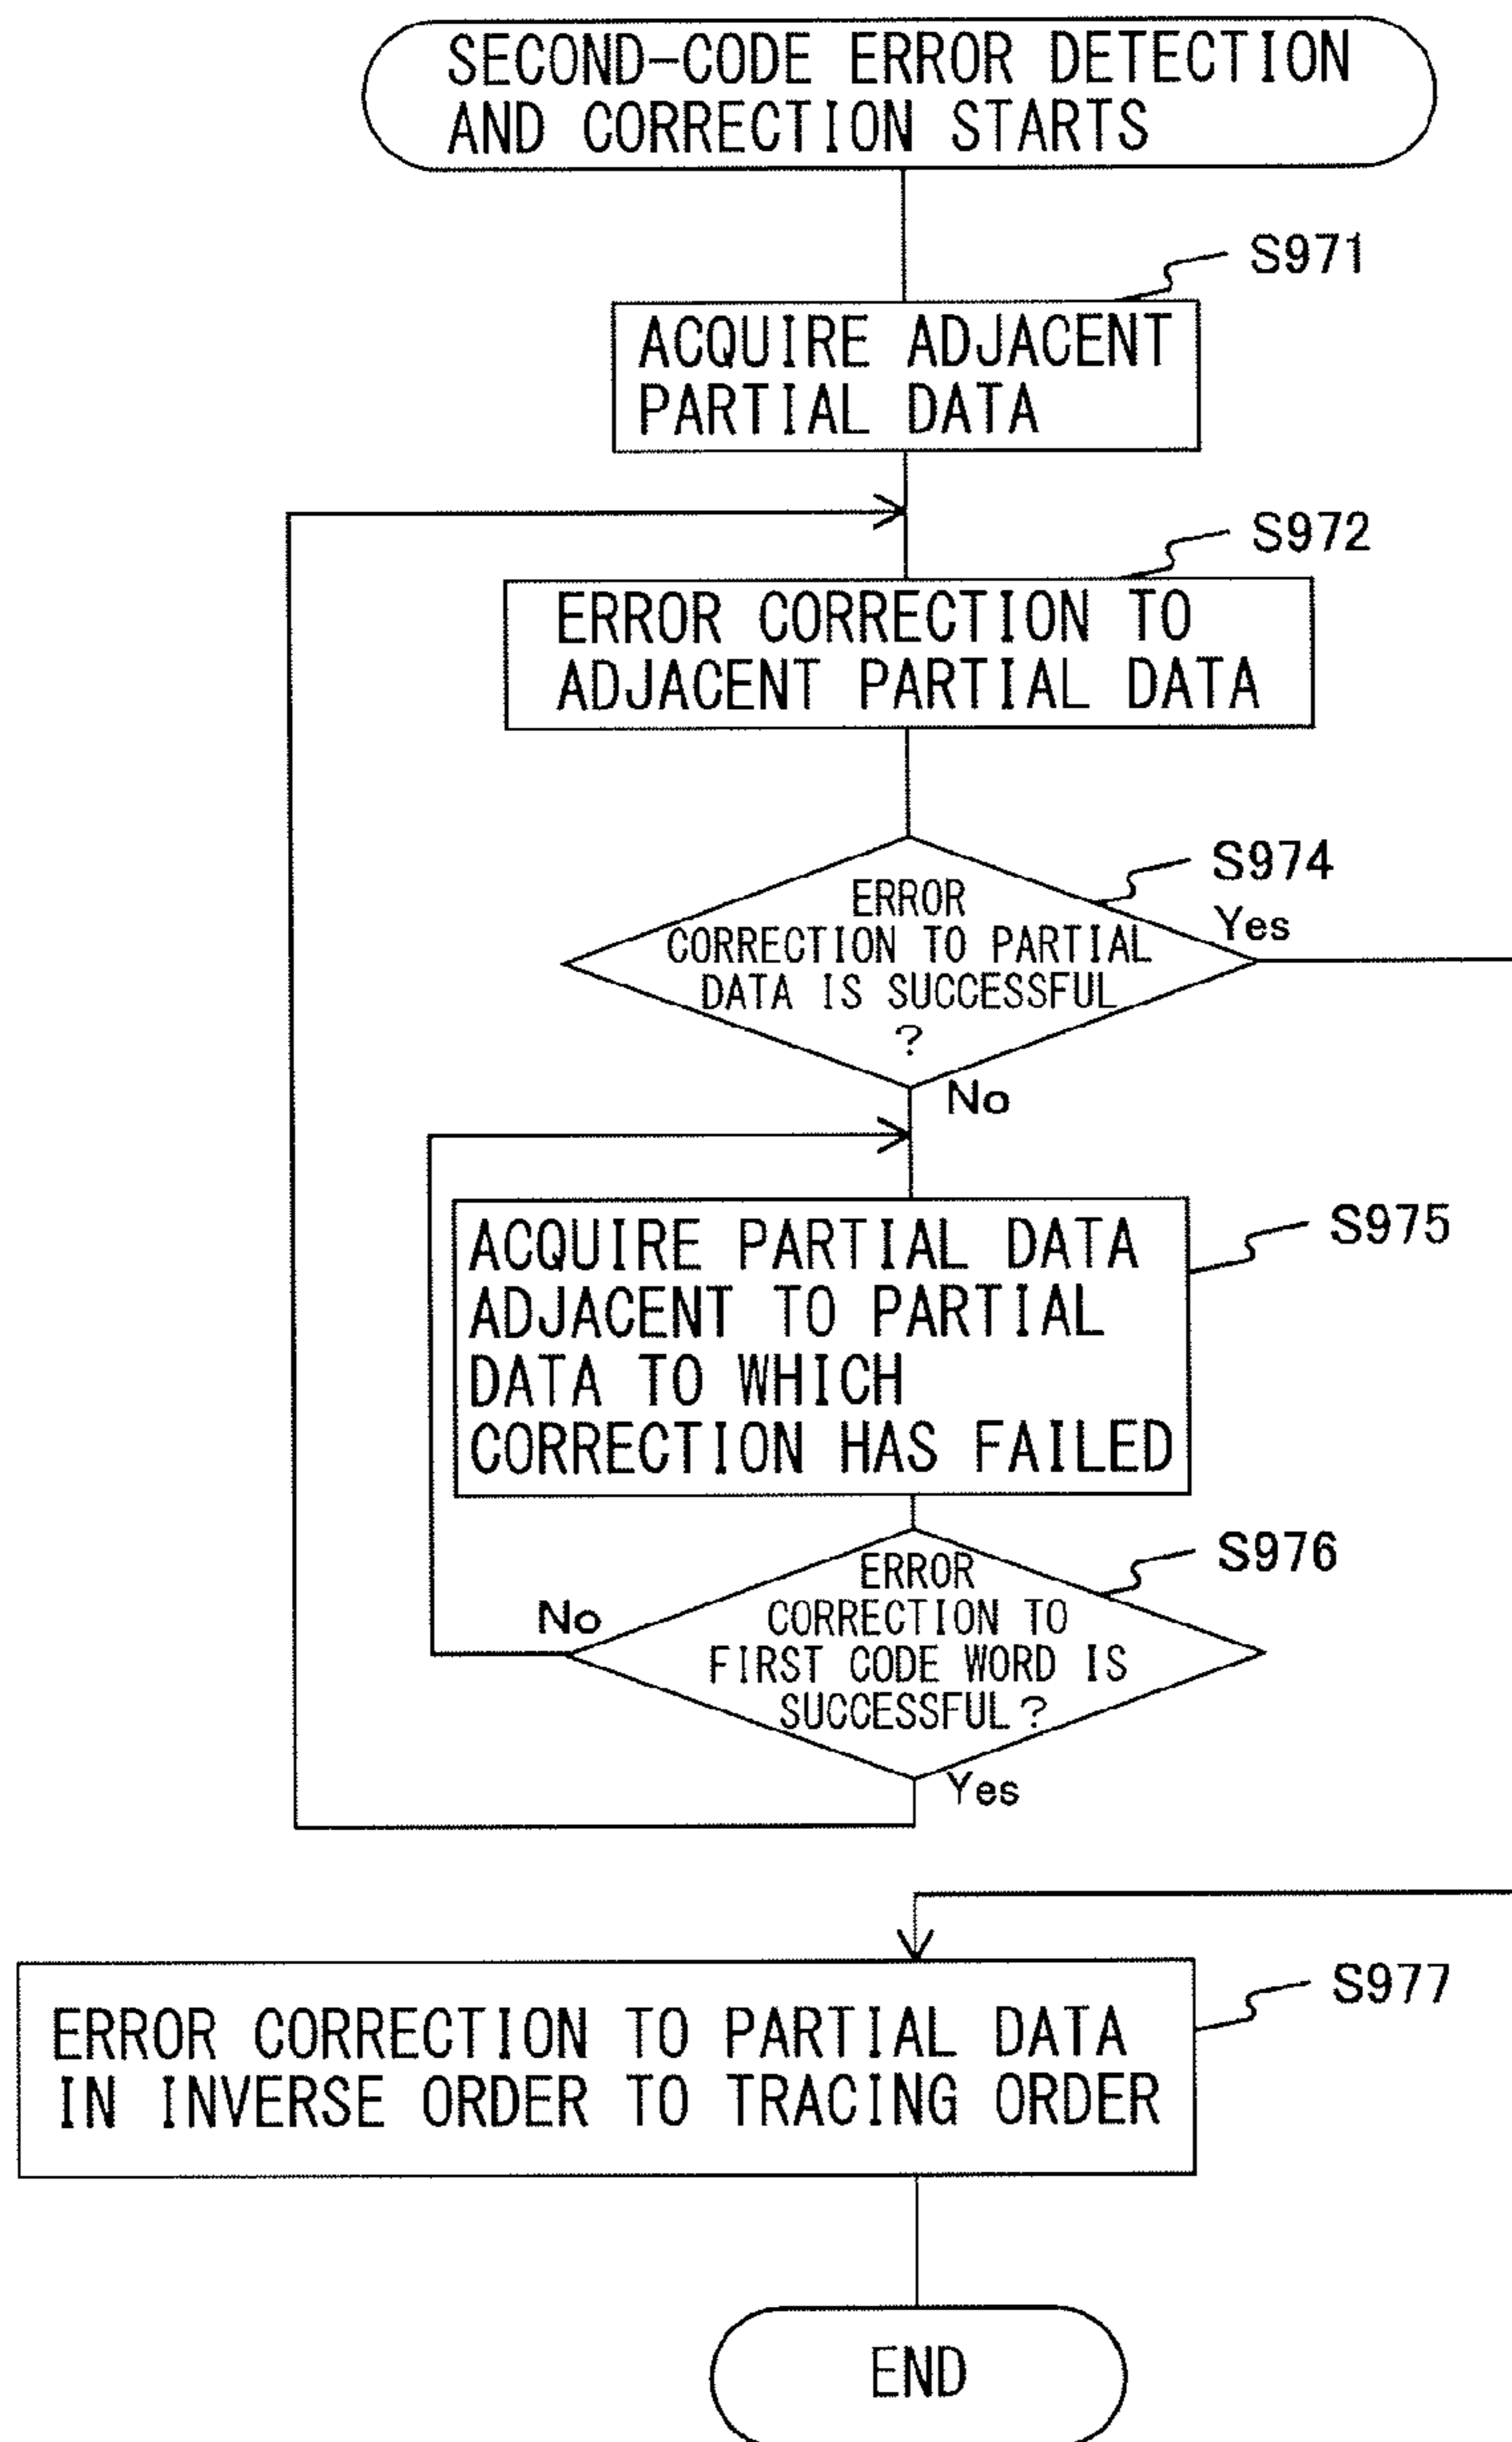 SECOND-CODE ERROR DETECTION
AND CORRECTION STARTS
S971
ACQUIRE ADJACENT
PARTIAL DATA
S972
ERROR CORRECTION TO
ADJACENT PARTIAL DATA
S974
Yes
ERROR
CORRECTION TO PARTIAL
DATA IS SUCCESSFUL
?
No
S975
ACQUIRE PARTIAL DATA
ADJACENT TO PARTIAL
DATA TO WHICH
CORRECTION HAS FAILED
S976
ERROR
No
CORRECTION TO
FIRST CODE WORD IS
SUCCESSFUL?
Yes
S977
ERROR CORRECTION TO PARTIAL DATA
IN INVERSE ORDER TO TRACING ORDER
END